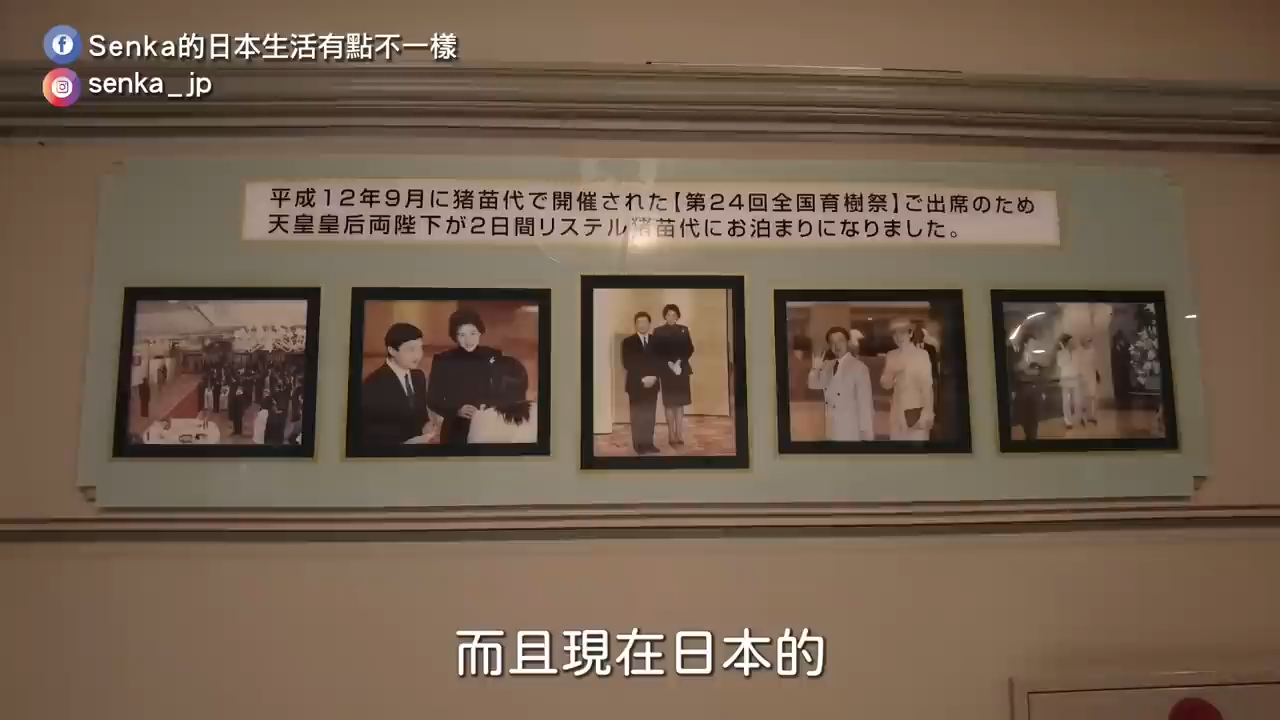 Senka的日本生活有點不一樣
senka_jp
平成12年9月に猪苗代で開催された【第24回全国育樹祭】ご出席のため
天皇皇后両陛下が2日間リステル猪苗代にお泊まりになりました。
而且現在日本的